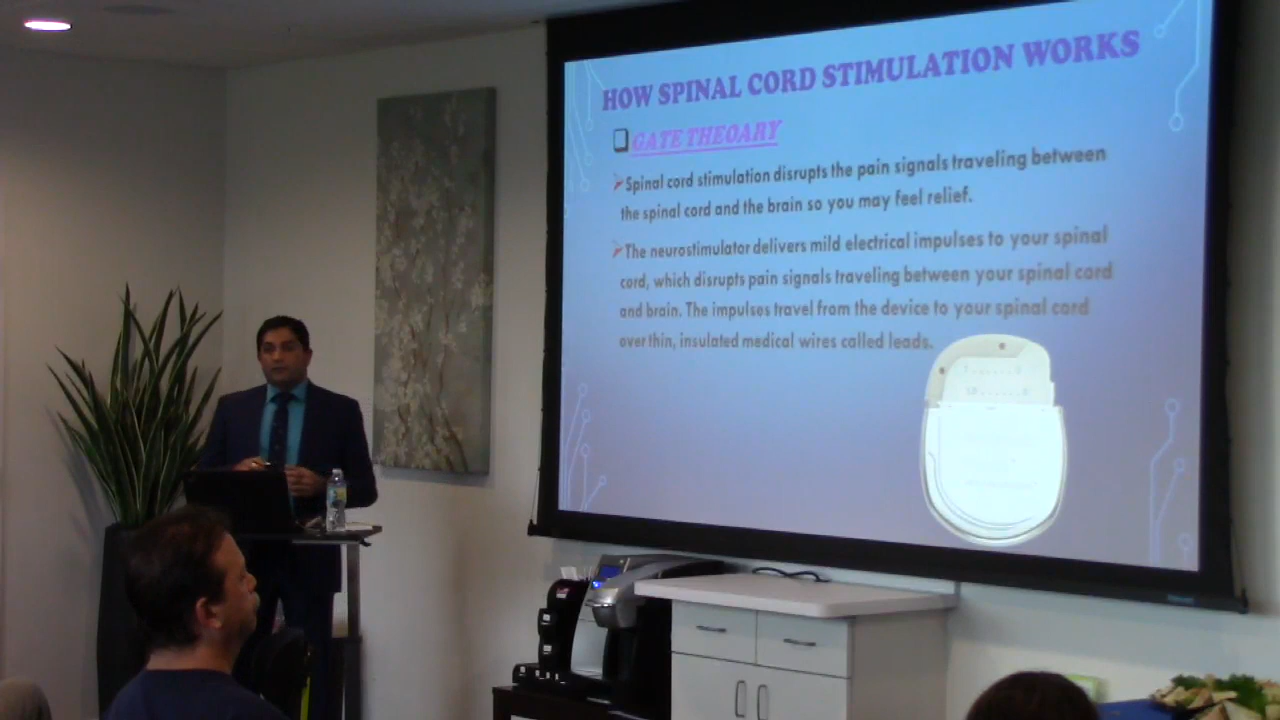 HOW SPINAL CORD STIMULATION WORKS
GATE THEOARY
Spinal cord stimulation disrupts the pain signals traveling between
the spinal cord and the brain so you may feel relief.
The neurostimulator delivers mild electrical impulses to your spinal
cord, which disrupts pain signals traveling between your spinal cord
and brain. The impulses travel from the device to your spinal cord
over thin, insulated medical wires called leads.